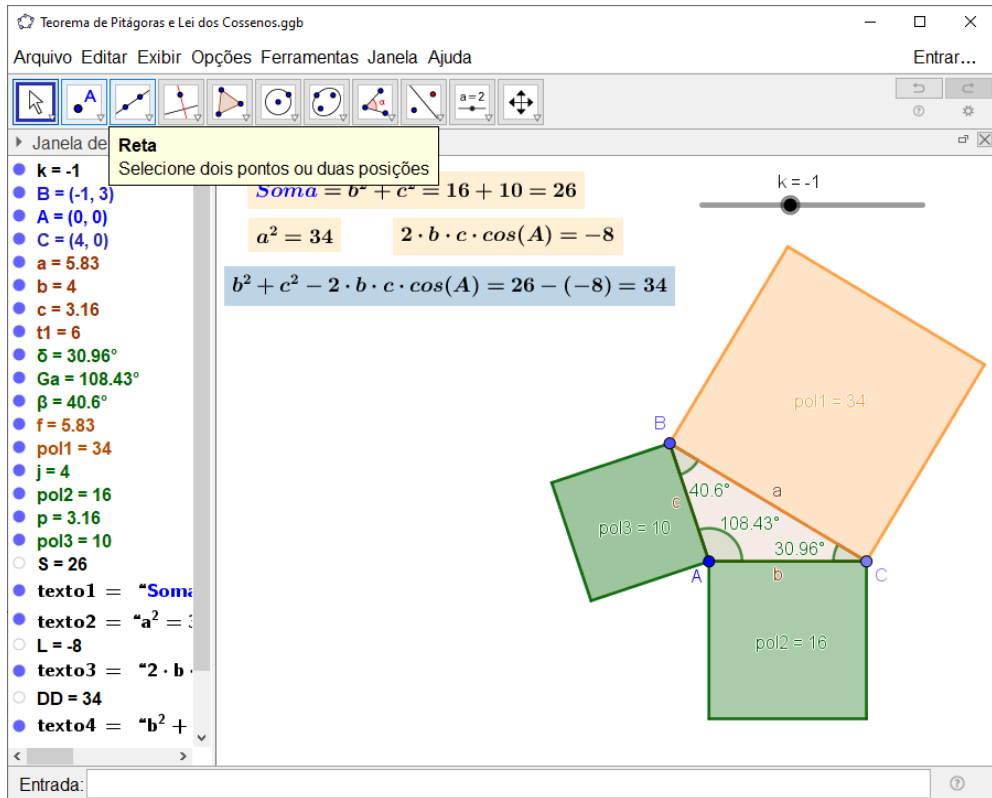 Teorema de Pitágoras e Lei dos Cossenos.ggb
Arquivo Editar Exibir Opções Ferramentas Janela Ajuda Entrar...
A
α
a=2
Janela de
Reta
Selecione dois pontos ou duas posições
k = -1
B = (-1, 3)
A = (0, 0)
C = (4, 0)
a = 5.83
b = 4
c = 3.16
t1 = 6
δ = 30.96°
Ga = 108.43°
β = 40.6°
f = 5.83
pol1 = 34
j = 4
pol2 = 16
p = 3.16
pol3 = 10
S = 26
texto1 = “Soma
texto2 = “a² = 3
L = -8
texto3 = “2 · b ·
DD = 34
texto4 = “b² +
Soma = b² + c² = 16 + 10 = 26
k = -1
a² = 34
2 · b · c · cos(A) = −8
b² + c² − 2 · b · c · cos(A) = 26 − (−8) = 34
pol1 = 34
B
40.6°
a
c
pol3 = 10
108.43°
30.96°
A
b
C
pol2 = 16
Entrada: